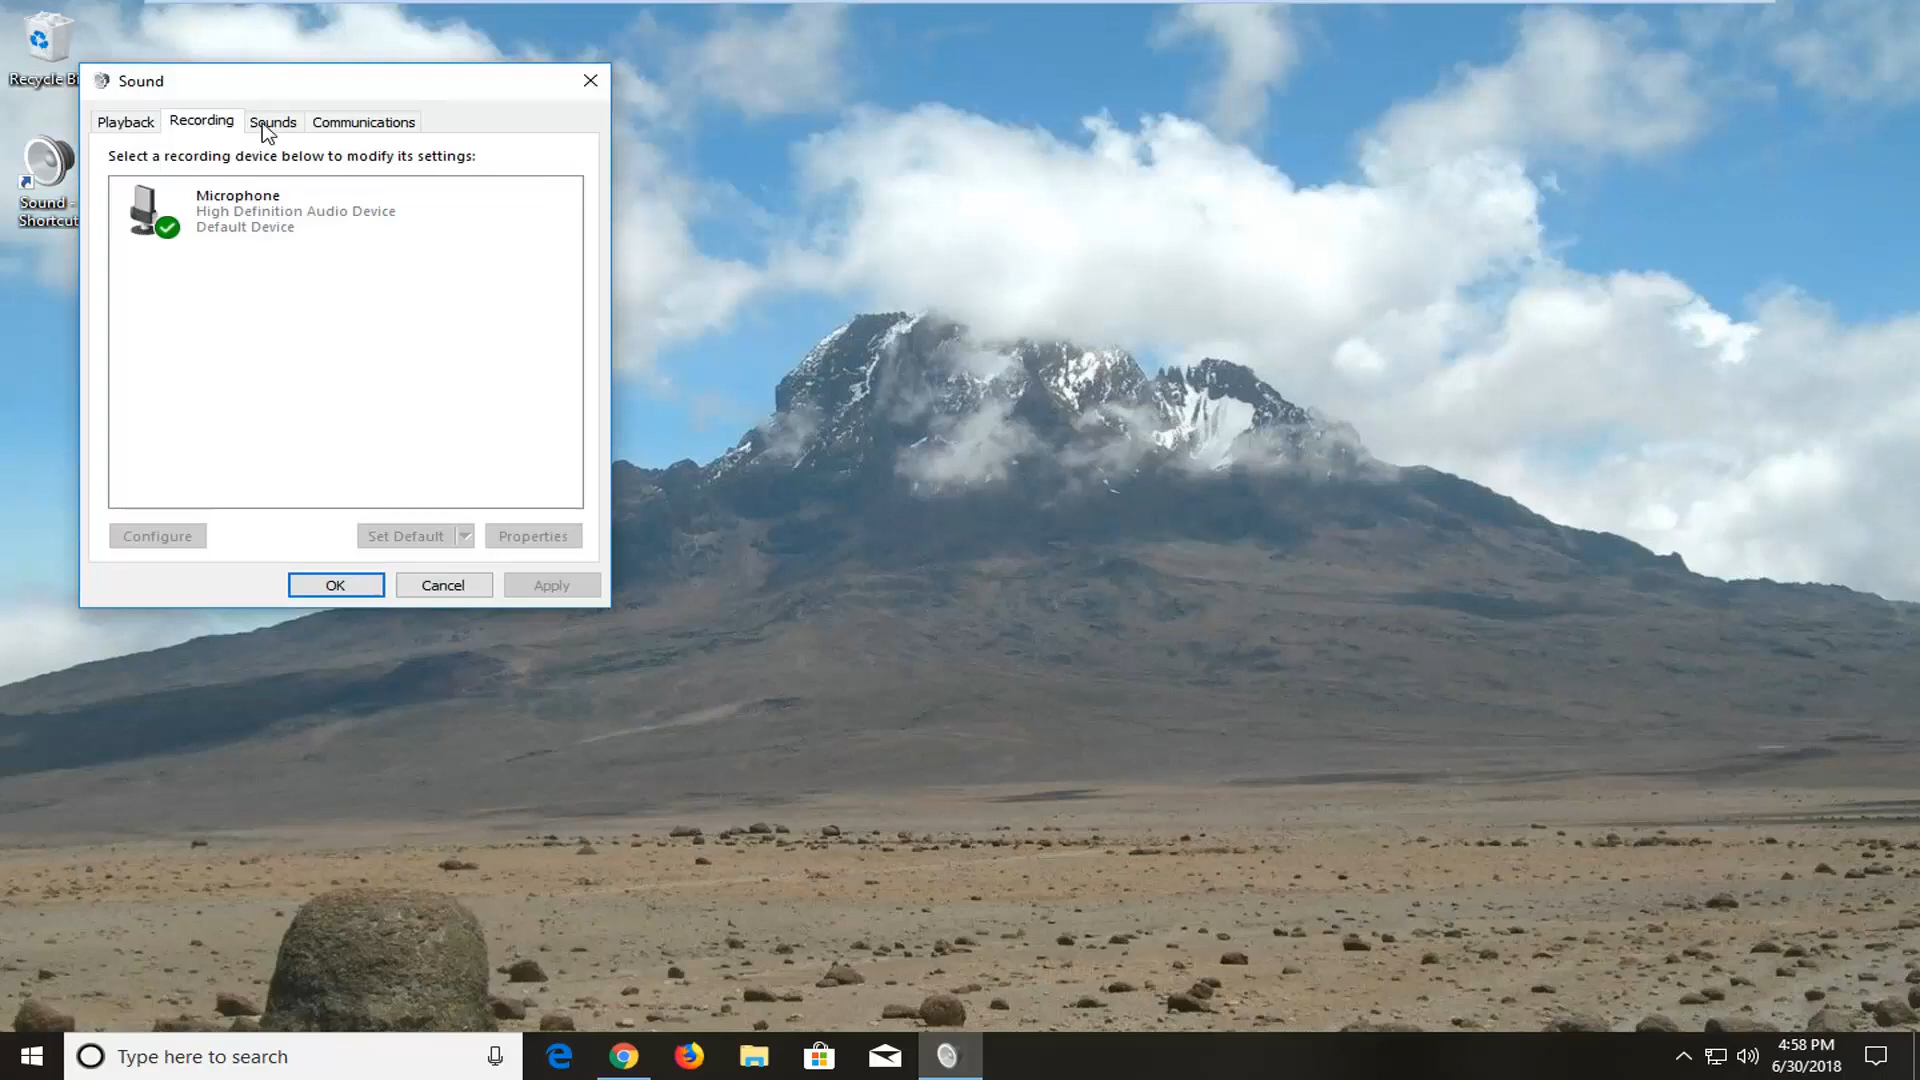 Recycle Bi
Sound -
Shortcut
Sound
Playback
Recording
Sounds
Communications
Select a recording device below to modify its settings:
Microphone
High Definition Audio Device
Default Device
Configure
Set Default
Properties
OK
Cancel
Apply
Type here to search
4:58 PM
6/30/2018